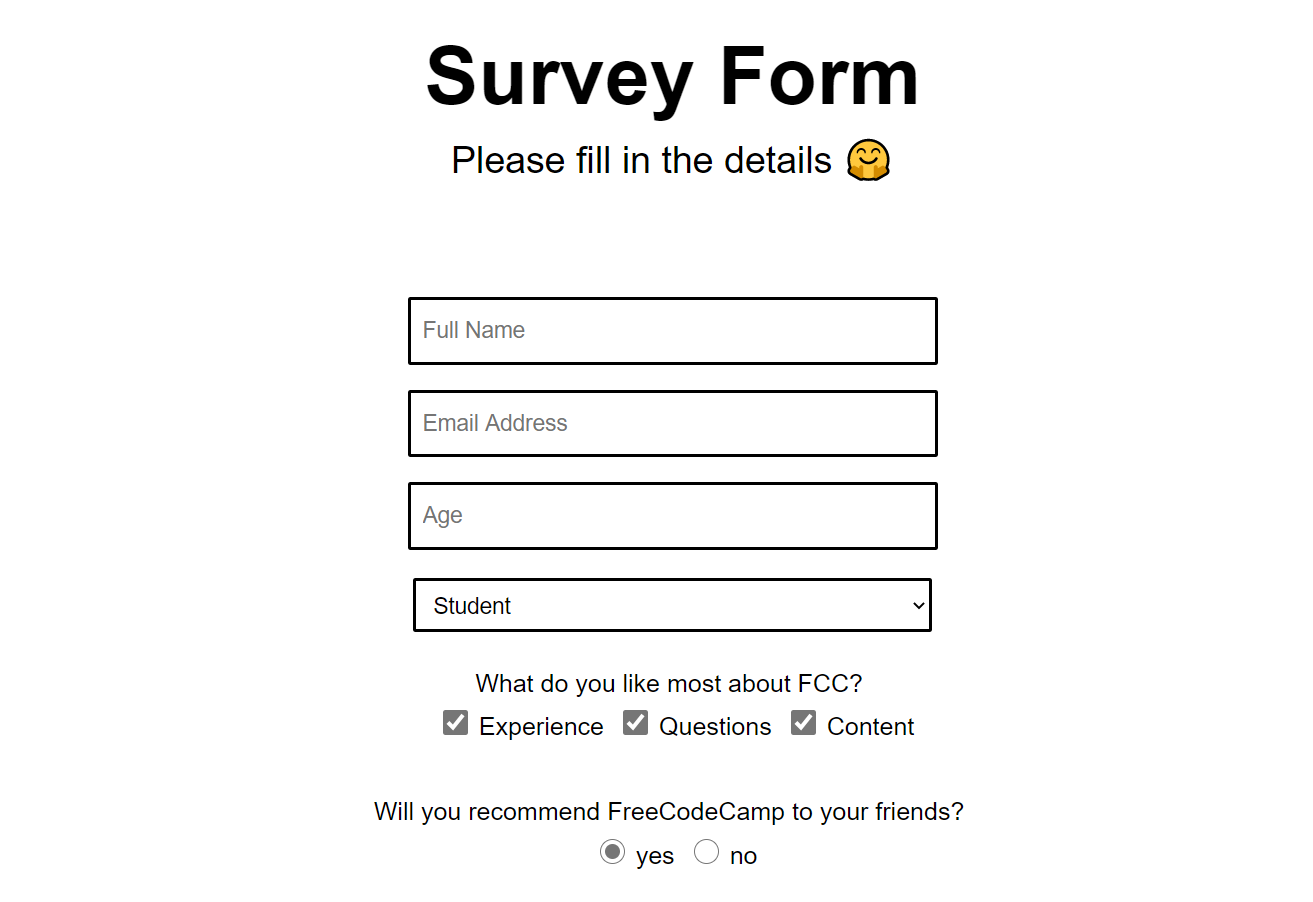 Survey Form
Please fill in the details 🤗
Full Name
Email Address
Age
Student
What do you like most about FCC?
Experience Questions Content
Will you recommend FreeCodeCamp to your friends?
yes no